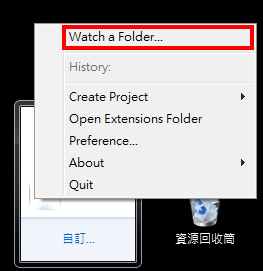 Watch a Folder...
History:
Create Project
Open Extensions Folder
Preference...
About
Quit
自訂...
資源回收筒